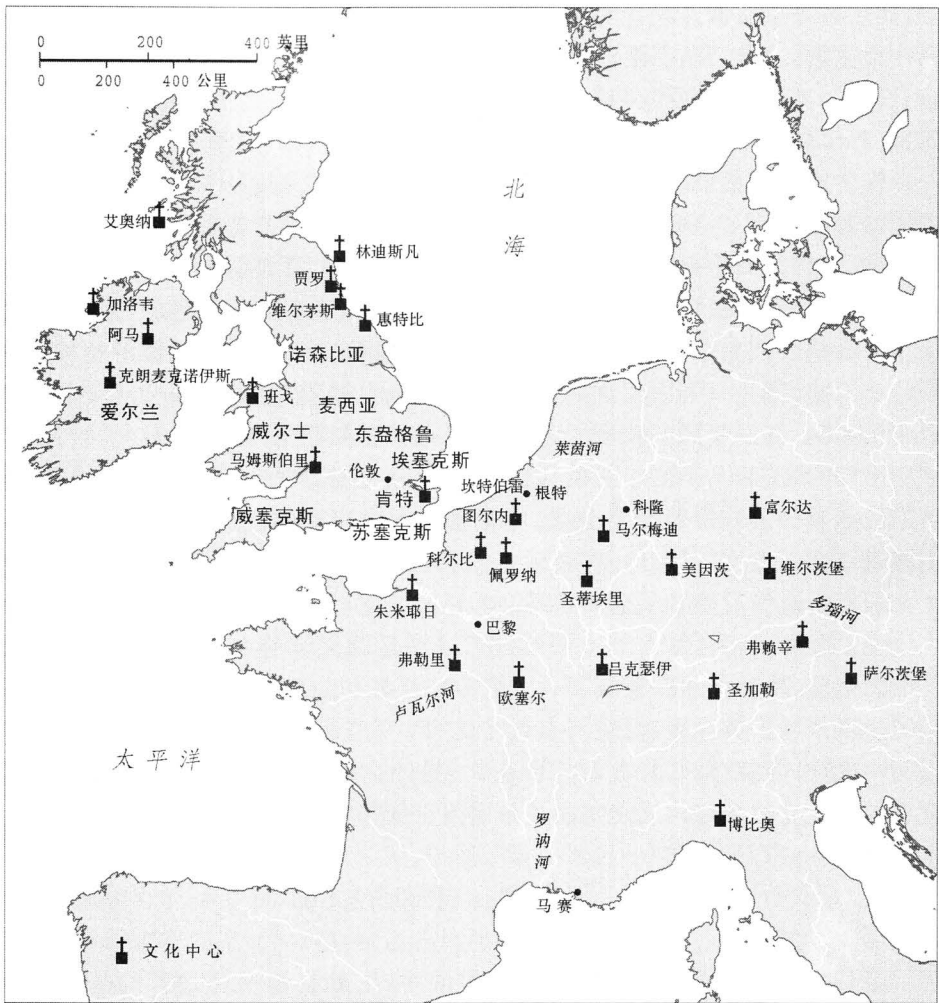 0 200 400 英里
0 200 400 公里
北
海
艾奥纳
林迪斯凡
贾罗
加洛韦
维尔茅斯
惠特比
阿马
诺森比亚
克朗麦克诺伊斯
班戈
麦西亚
爱尔兰
威尔士
东盎格鲁
莱茵河
马姆斯伯里
伦敦
埃塞克斯
坎特伯雷
根特
肯特
科隆
富尔达
威塞克斯
图尔内
苏塞克斯
马尔梅迪
科尔比
佩罗纳
美因茨
维尔茨堡
圣蒂埃里
朱米耶日
多瑙河
巴黎
弗赖辛
弗勒里
吕克瑟伊
萨尔茨堡
卢瓦尔河
欧塞尔
圣加勒
太平洋
罗讷河
博比奥
马赛
文化中心